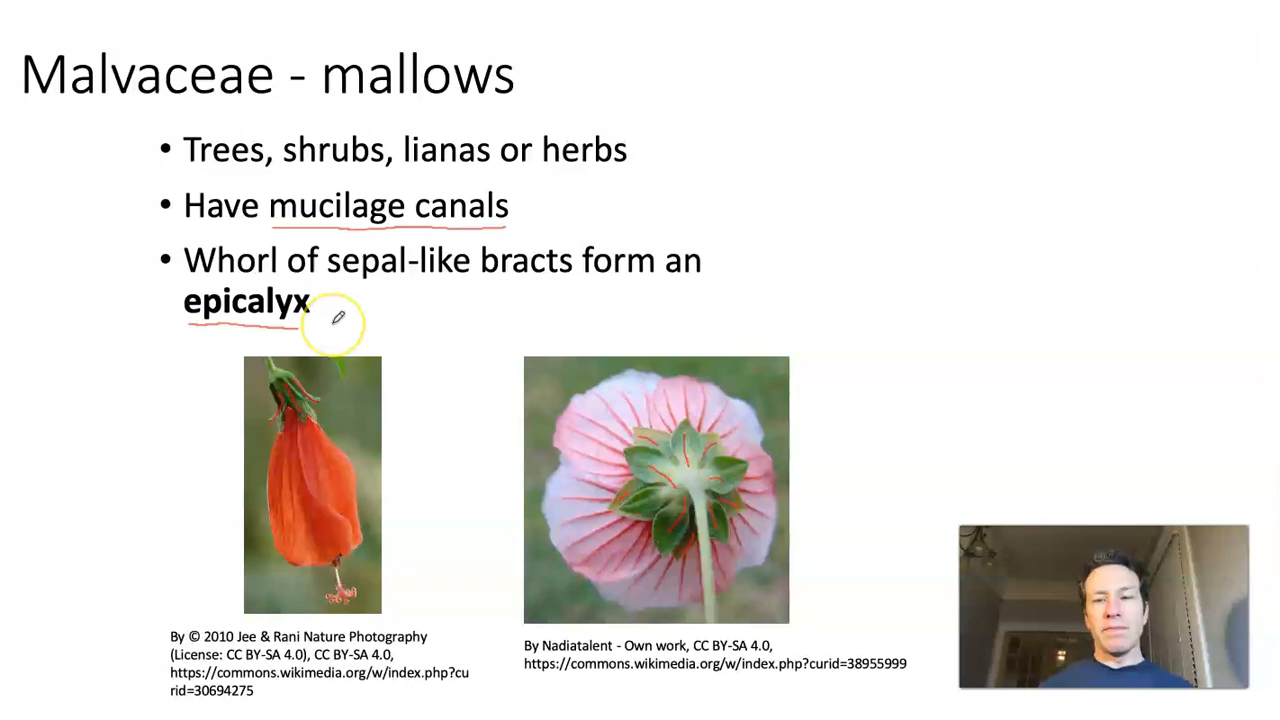 Malvaceae - mallows
• Trees, shrubs, lianas or herbs
• Have mucilage canals
• Whorl of sepal-like bracts form an
epicalyx
By © 2010 Jee & Rani Nature Photography
(License: CC BY-SA 4.0), CC BY-SA 4.0,
https://commons.wikimedia.org/w/index.php?cu
rid=30694275
By Nadiatalent - Own work, CC BY-SA 4.0,
https://commons.wikimedia.org/w/index.php?curid=38955999